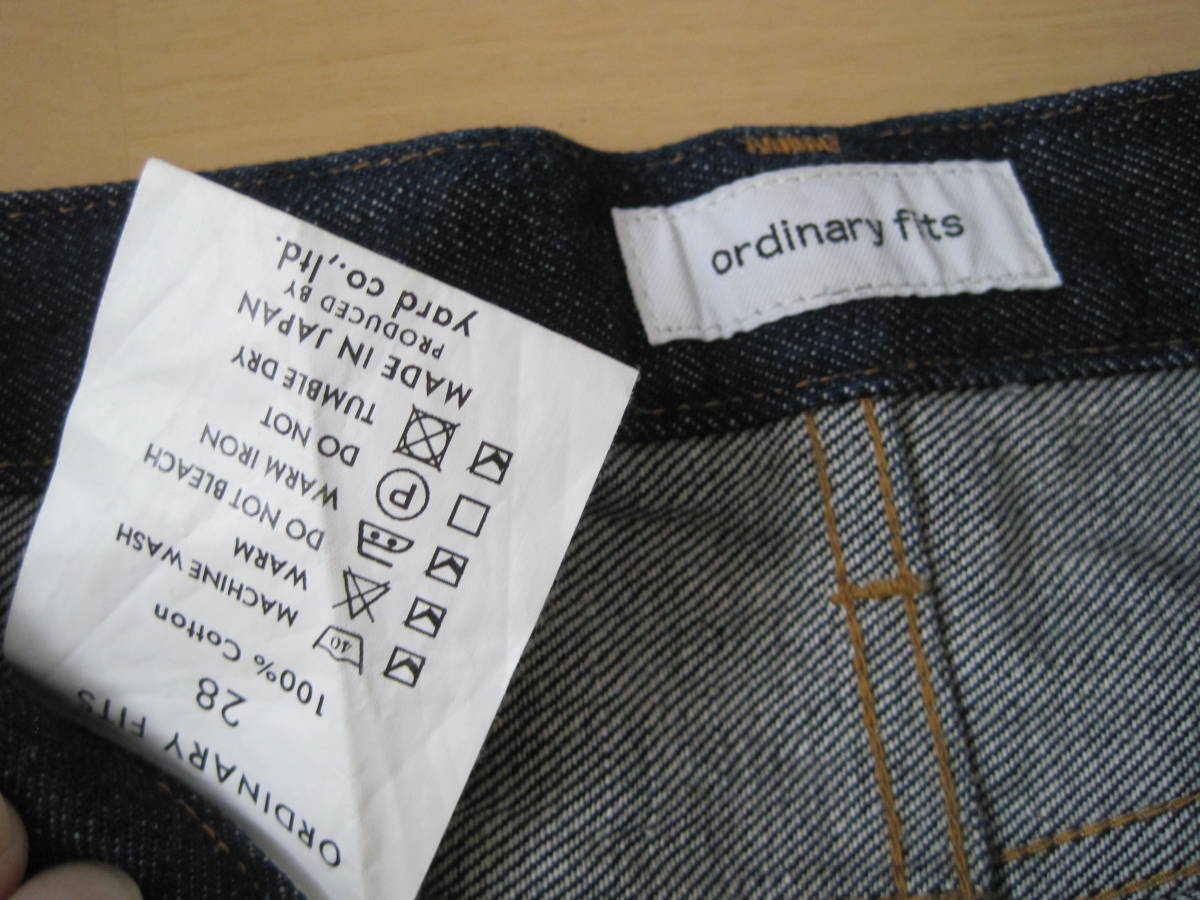 ordinary fits
ORDINARY FITS
28
100% Cotton
40
MACHINE WASH
WARM
DO NOT BLEACH
WARM IRON
P
DO NOT
TUMBLE DRY
MADE IN JAPAN
PRODUCED BY
yard co.,ltd.